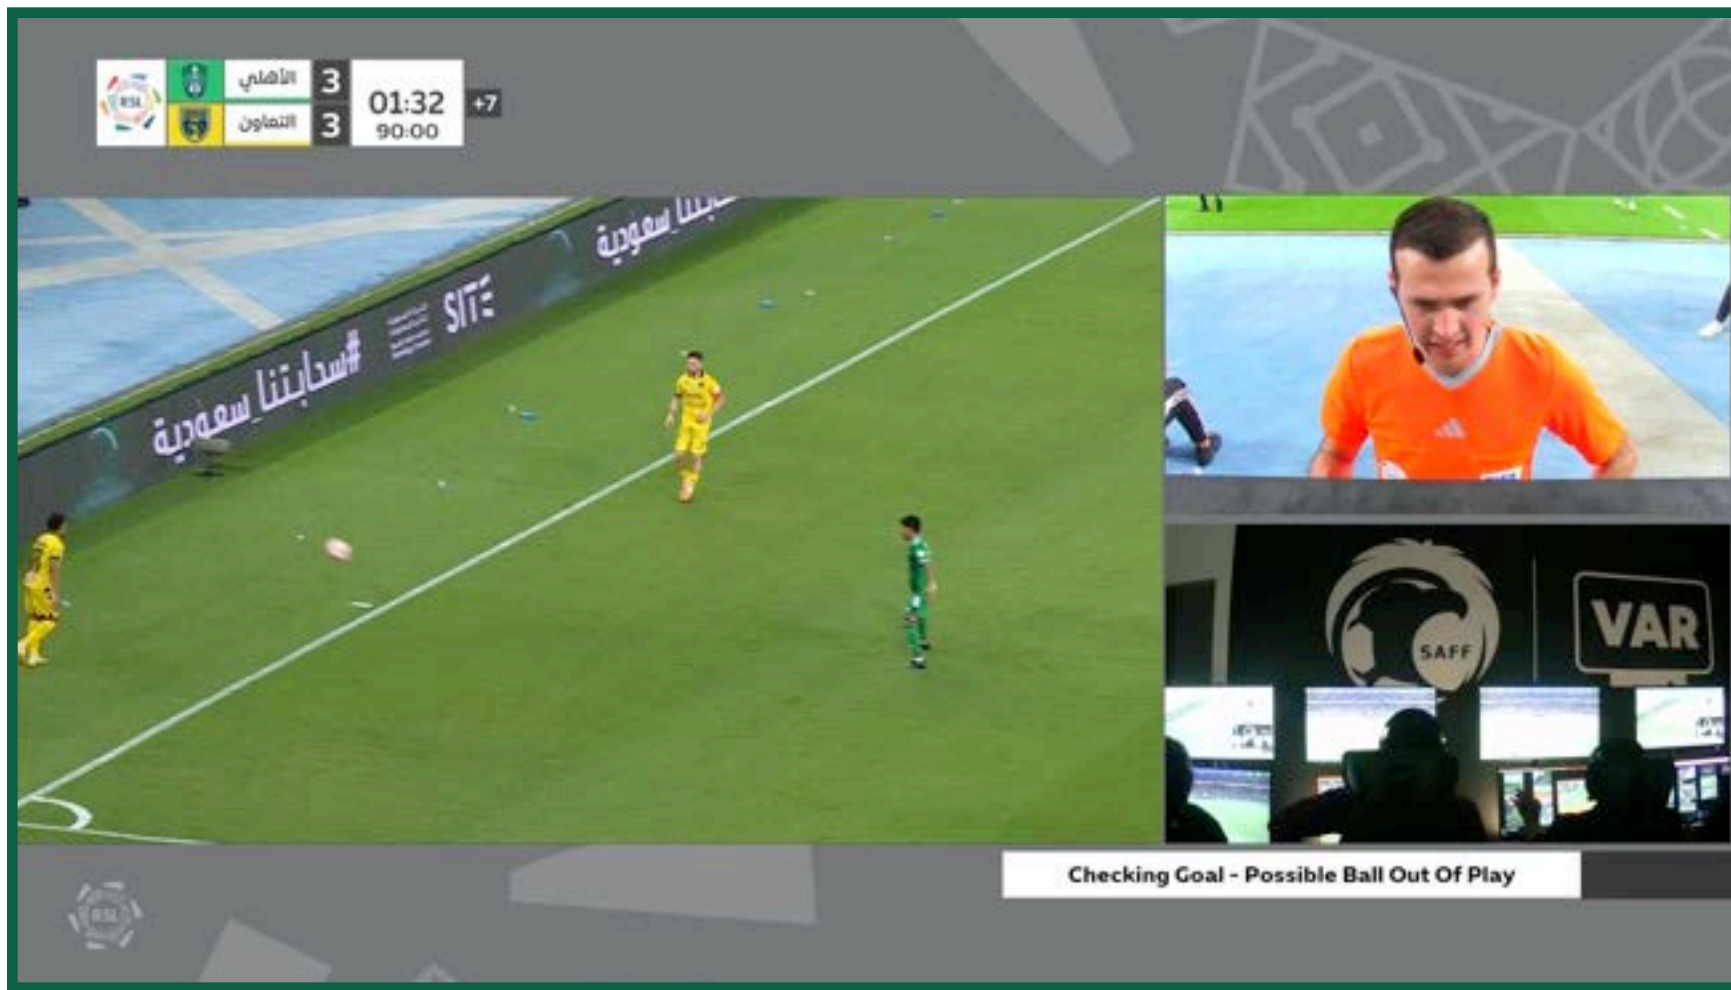 RSL
الأهلي 3
التعاون 3
01:32
90:00
+7
#سحابتنا_سعودية
SITE
سحابتنا_سعودية
SAFF
VAR
Checking Goal - Possible Ball Out Of Play
RSL